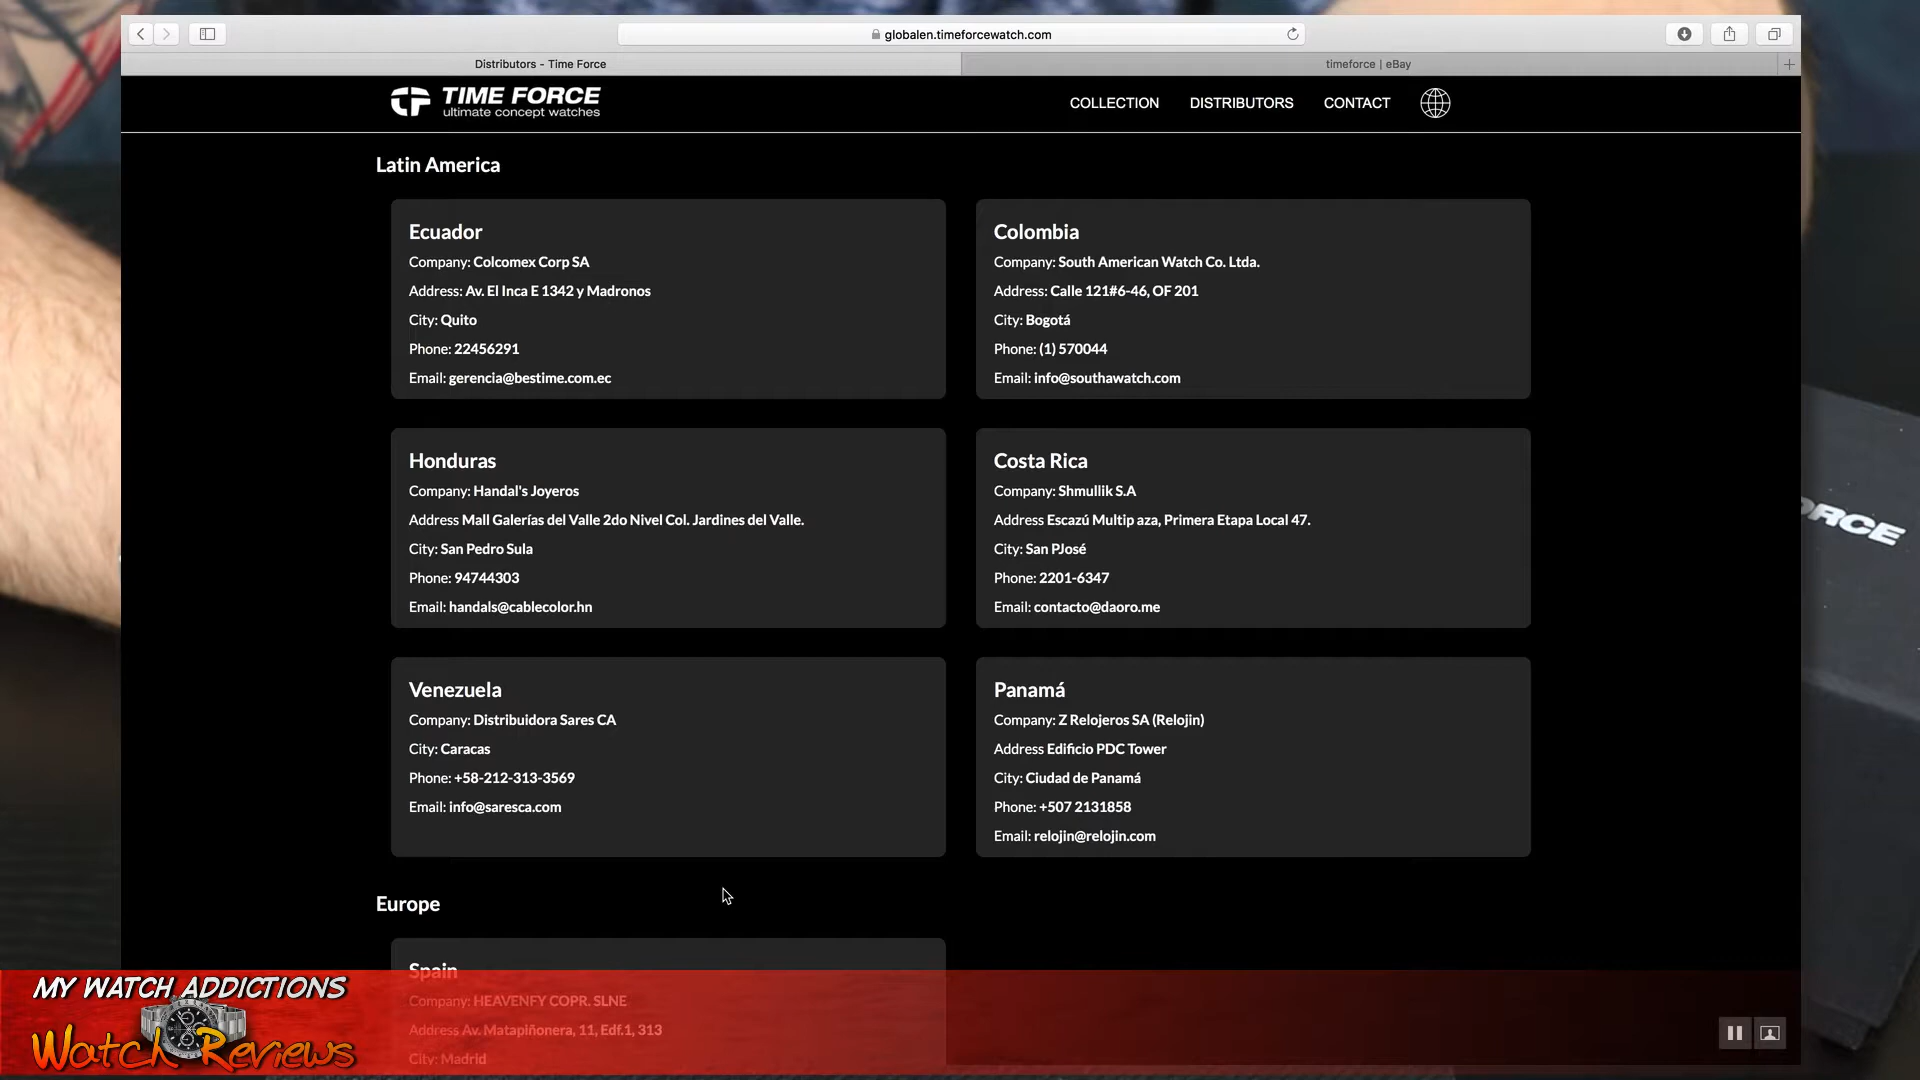 globalen.timeforcewatch.com
Distributors - Time Force
timeforce | eBay
TIME FORCE
ultimate concept watches
COLLECTION
DISTRIBUTORS
CONTACT
Latin America
Ecuador
Company: Colcomex Corp SA
Address: Av. El Inca E 1342 y Madronos
City: Quito
Phone: 22456291
Email: gerencia@bestime.com.ec
Colombia
Company: South American Watch Co. Ltda.
Address: Calle 121#6-46, OF 201
City: Bogotá
Phone: (1) 570044
Email: info@southawatch.com
Honduras
Company: Handal's Joyeros
Address Mall Galerías del Valle 2do Nivel Col. Jardines del Valle.
City: San Pedro Sula
Phone: 94744303
Email: handals@cablecolor.hn
Costa Rica
Company: Shmullik S.A
Address Escazú Multip aza, Primera Etapa Local 47.
City: San PJosé
Phone: 2201-6347
Email: contacto@daoro.me
Venezuela
Company: Distribuidora Sares CA
City: Caracas
Phone: +58-212-313-3569
Email: info@saresca.com
Panamá
Company: Z Relojeros SA (Relojin)
Address Edificio PDC Tower
City: Ciudad de Panamá
Phone: +507 2131858
Email: relojin@relojin.com
Europe
Spain
Company: HEAVENFY COPR. SLNE
Address Av. Matapiñonera, 11, Edf.1, 313
City: Madrid
ORCE
MY WATCH ADDICTIONS
Watch Reviews